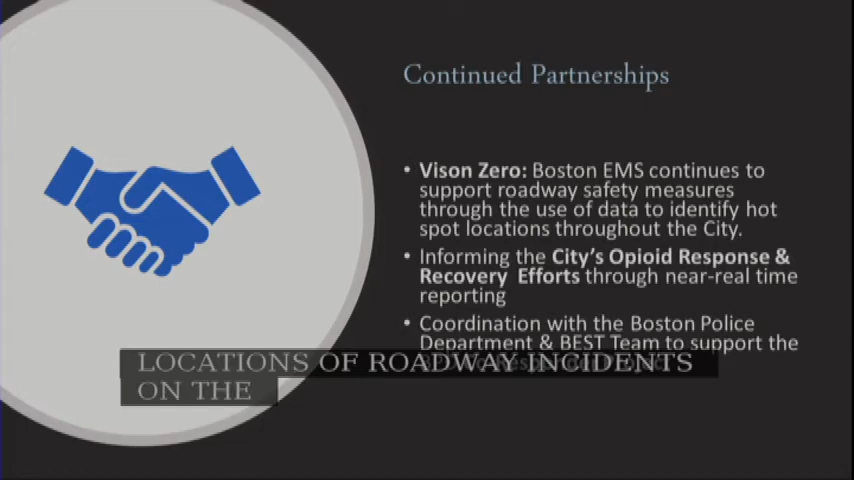 Continued Partnerships
• Vison Zero: Boston EMS continues to
support roadway safety measures
through the use of data to identify hot
spot locations throughout the City.
• Informing the City's Opioid Response &
Recovery Efforts through near-real time
reporting
• Coordination with the Boston Police
Department & BEST Team to support the
LOCATIONS OF ROADWAY INCIDENTS
ON THE